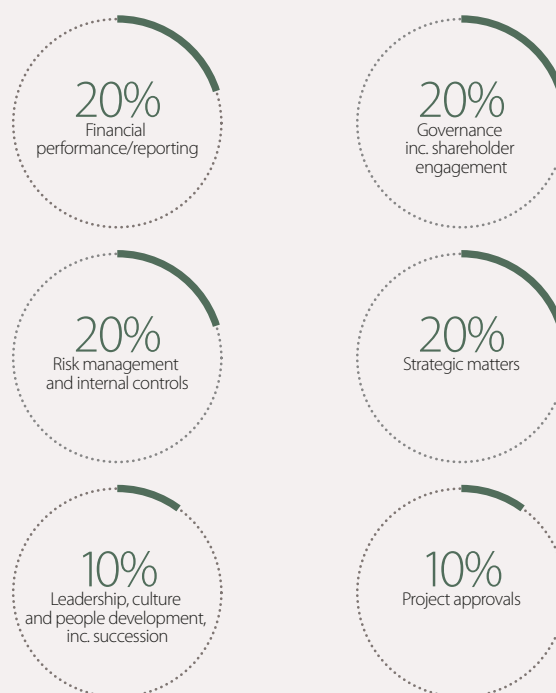 20%
Financial
performance/reporting
20%
Governance
inc. shareholder
engagement
20%
Risk management
and internal controls
20%
Strategic matters
10%
Leadership, culture
and people development,
inc. succession
10%
Project approvals